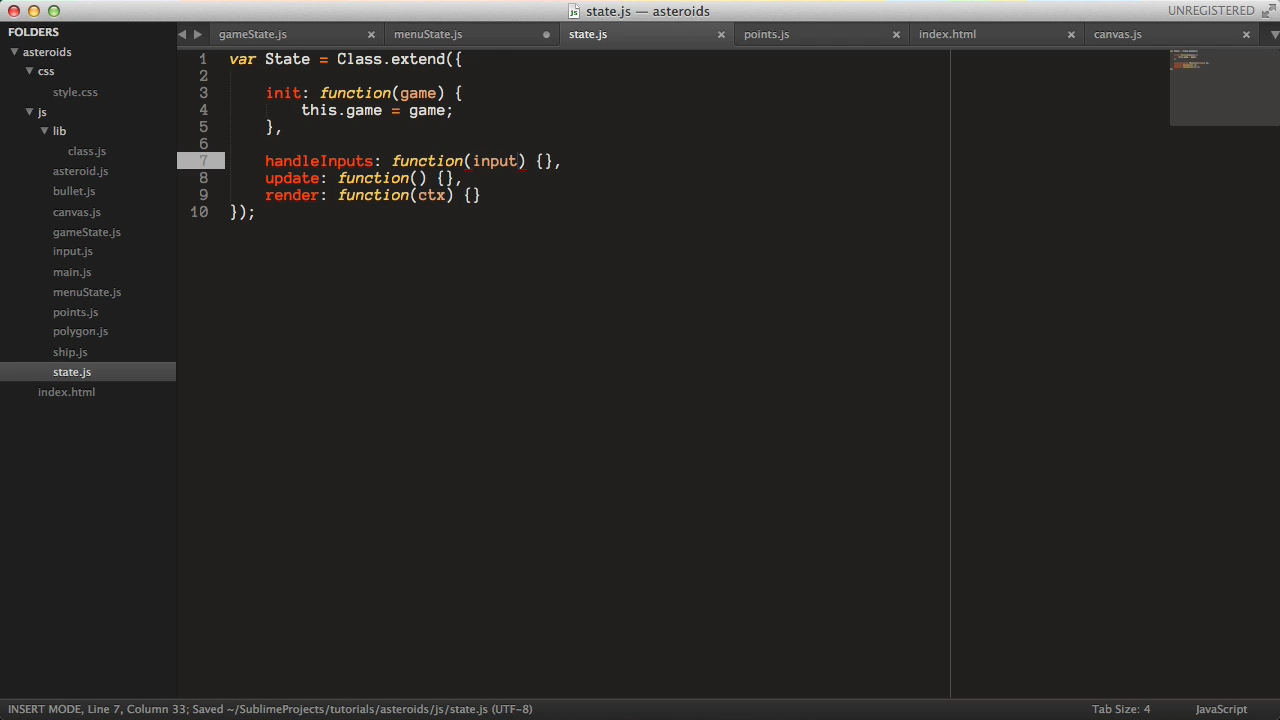 state.js — asteroids
UNREGISTERED
FOLDERS
asteroids
css
style.css
js
lib
class.js
asteroid.js
bullet.js
canvas.js
gameState.js
input.js
main.js
menuState.js
points.js
polygon.js
ship.js
state.js
index.html
gameState.js
menuState.js
state.js
points.js
index.html
canvas.js
1 var State = Class.extend({
2
3 init: function(game) {
4 this.game = game;
5 },
6
7 handleInputs: function(input) {},
8 update: function() {},
9 render: function(ctx) {}
10 });
INSERT MODE, Line 7, Column 33; Saved ~/SublimeProjects/tutorials/asteroids/js/state.js (UTF-8)
Tab Size: 4
JavaScript